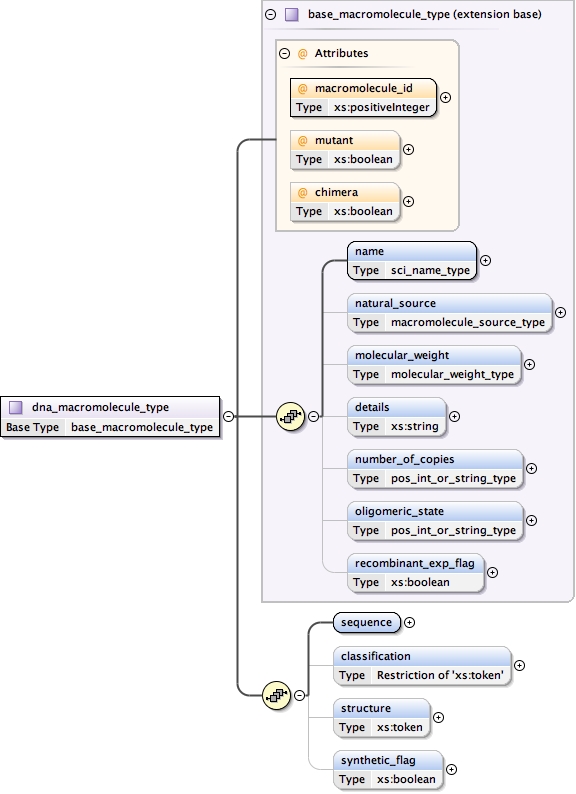 base_macromolecule_type (extension base)
@ Attributes
@ macromolecule_id
Type xs:positiveInteger
@ mutant
Type xs:boolean
@ chimera
Type xs:boolean
name
Type sci_name_type
natural_source
Type macromolecule_source_type
molecular_weight
Type molecular_weight_type
dna_macromolecule_type
Base Type base_macromolecule_type
details
Type xs:string
number_of_copies
Type pos_int_or_string_type
oligomeric_state
Type pos_int_or_string_type
recombinant_exp_flag
Type xs:boolean
sequence
classification
Type Restriction of 'xs:token'
structure
Type xs:token
synthetic_flag
Type xs:boolean